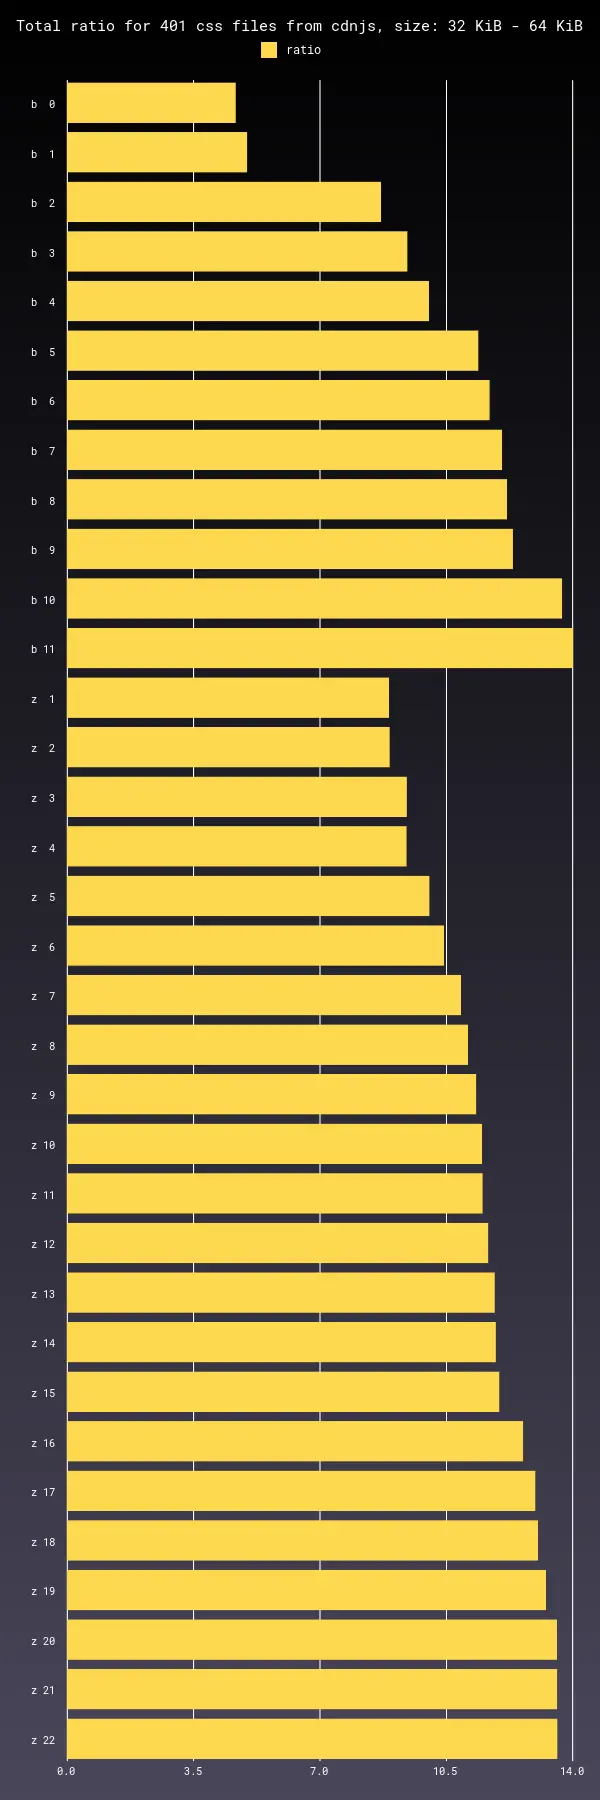 Total ratio for 401 css files from cdnjs, size: 32 KiB - 64 KiB
ratio
b 0
b 1
b 2
b 3
b 4
b 5
b 6
b 7
b 8
b 9
b 10
b 11
z 1
z 2
z 3
z 4
z 5
z 6
z 7
z 8
z 9
z 10
z 11
z 12
z 13
z 14
z 15
z 16
z 17
z 18
z 19
z 20
z 21
z 22
0.0 3.5 7.0 10.5 14.0